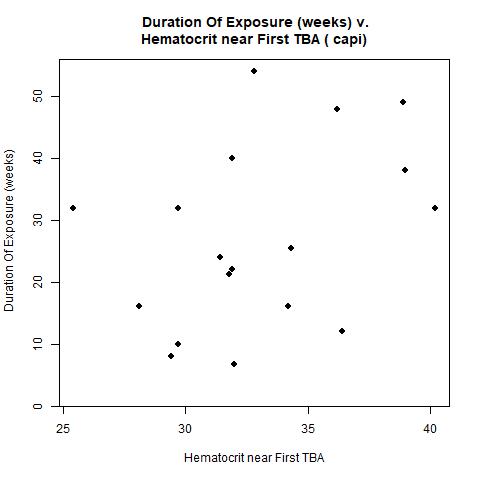 Duration Of Exposure (weeks) v.
Hematocrit near First TBA ( capi)
Duration Of Exposure (weeks)
50
40
30
20
10
0
25 30 35 40
Hematocrit near First TBA